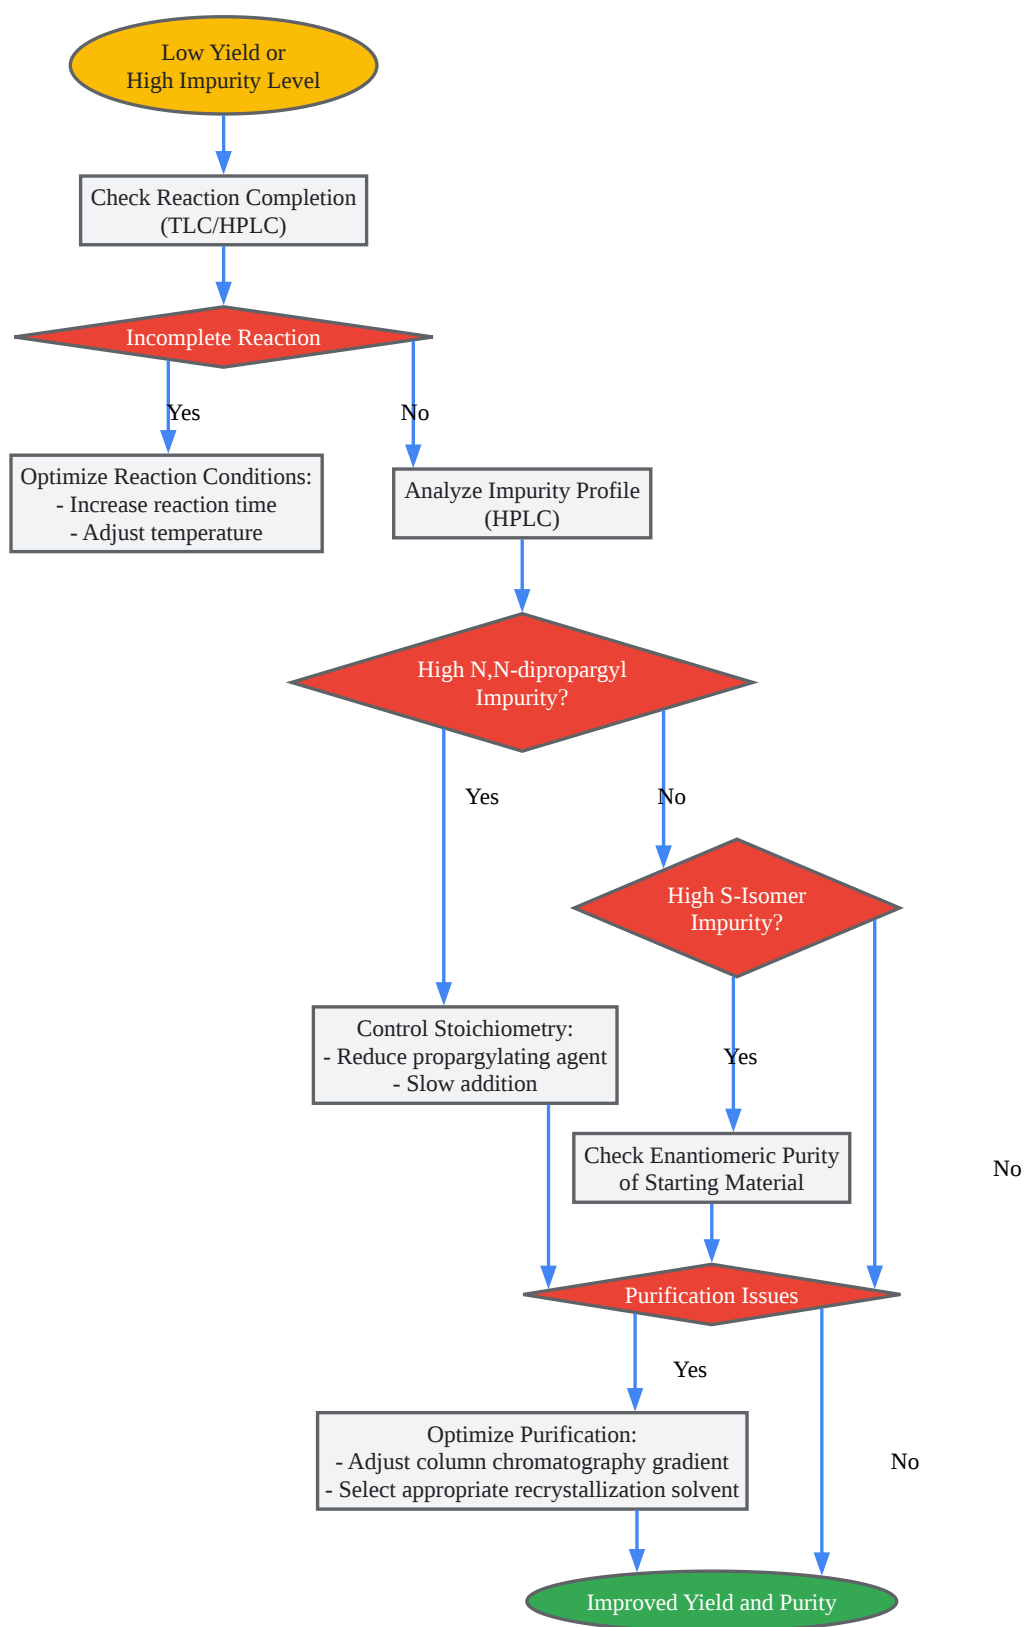 Low Yield or
High Impurity Level
Check Reaction Completion
(TLC/HPLC)
Incomplete Reaction
Yes
No
Optimize Reaction Conditions:
- Increase reaction time
- Adjust temperature
Analyze Impurity Profile
(HPLC)
High N,N-dipropargyl
Impurity?
Yes
No
High S-Isomer
Impurity?
Control Stoichiometry:
- Reduce propargylating agent
- Slow addition
Yes
Check Enantiomeric Purity
of Starting Material
No
Purification Issues
Yes
Optimize Purification:
- Adjust column chromatography gradient
- Select appropriate recrystallization solvent
No
Improved Yield and Purity